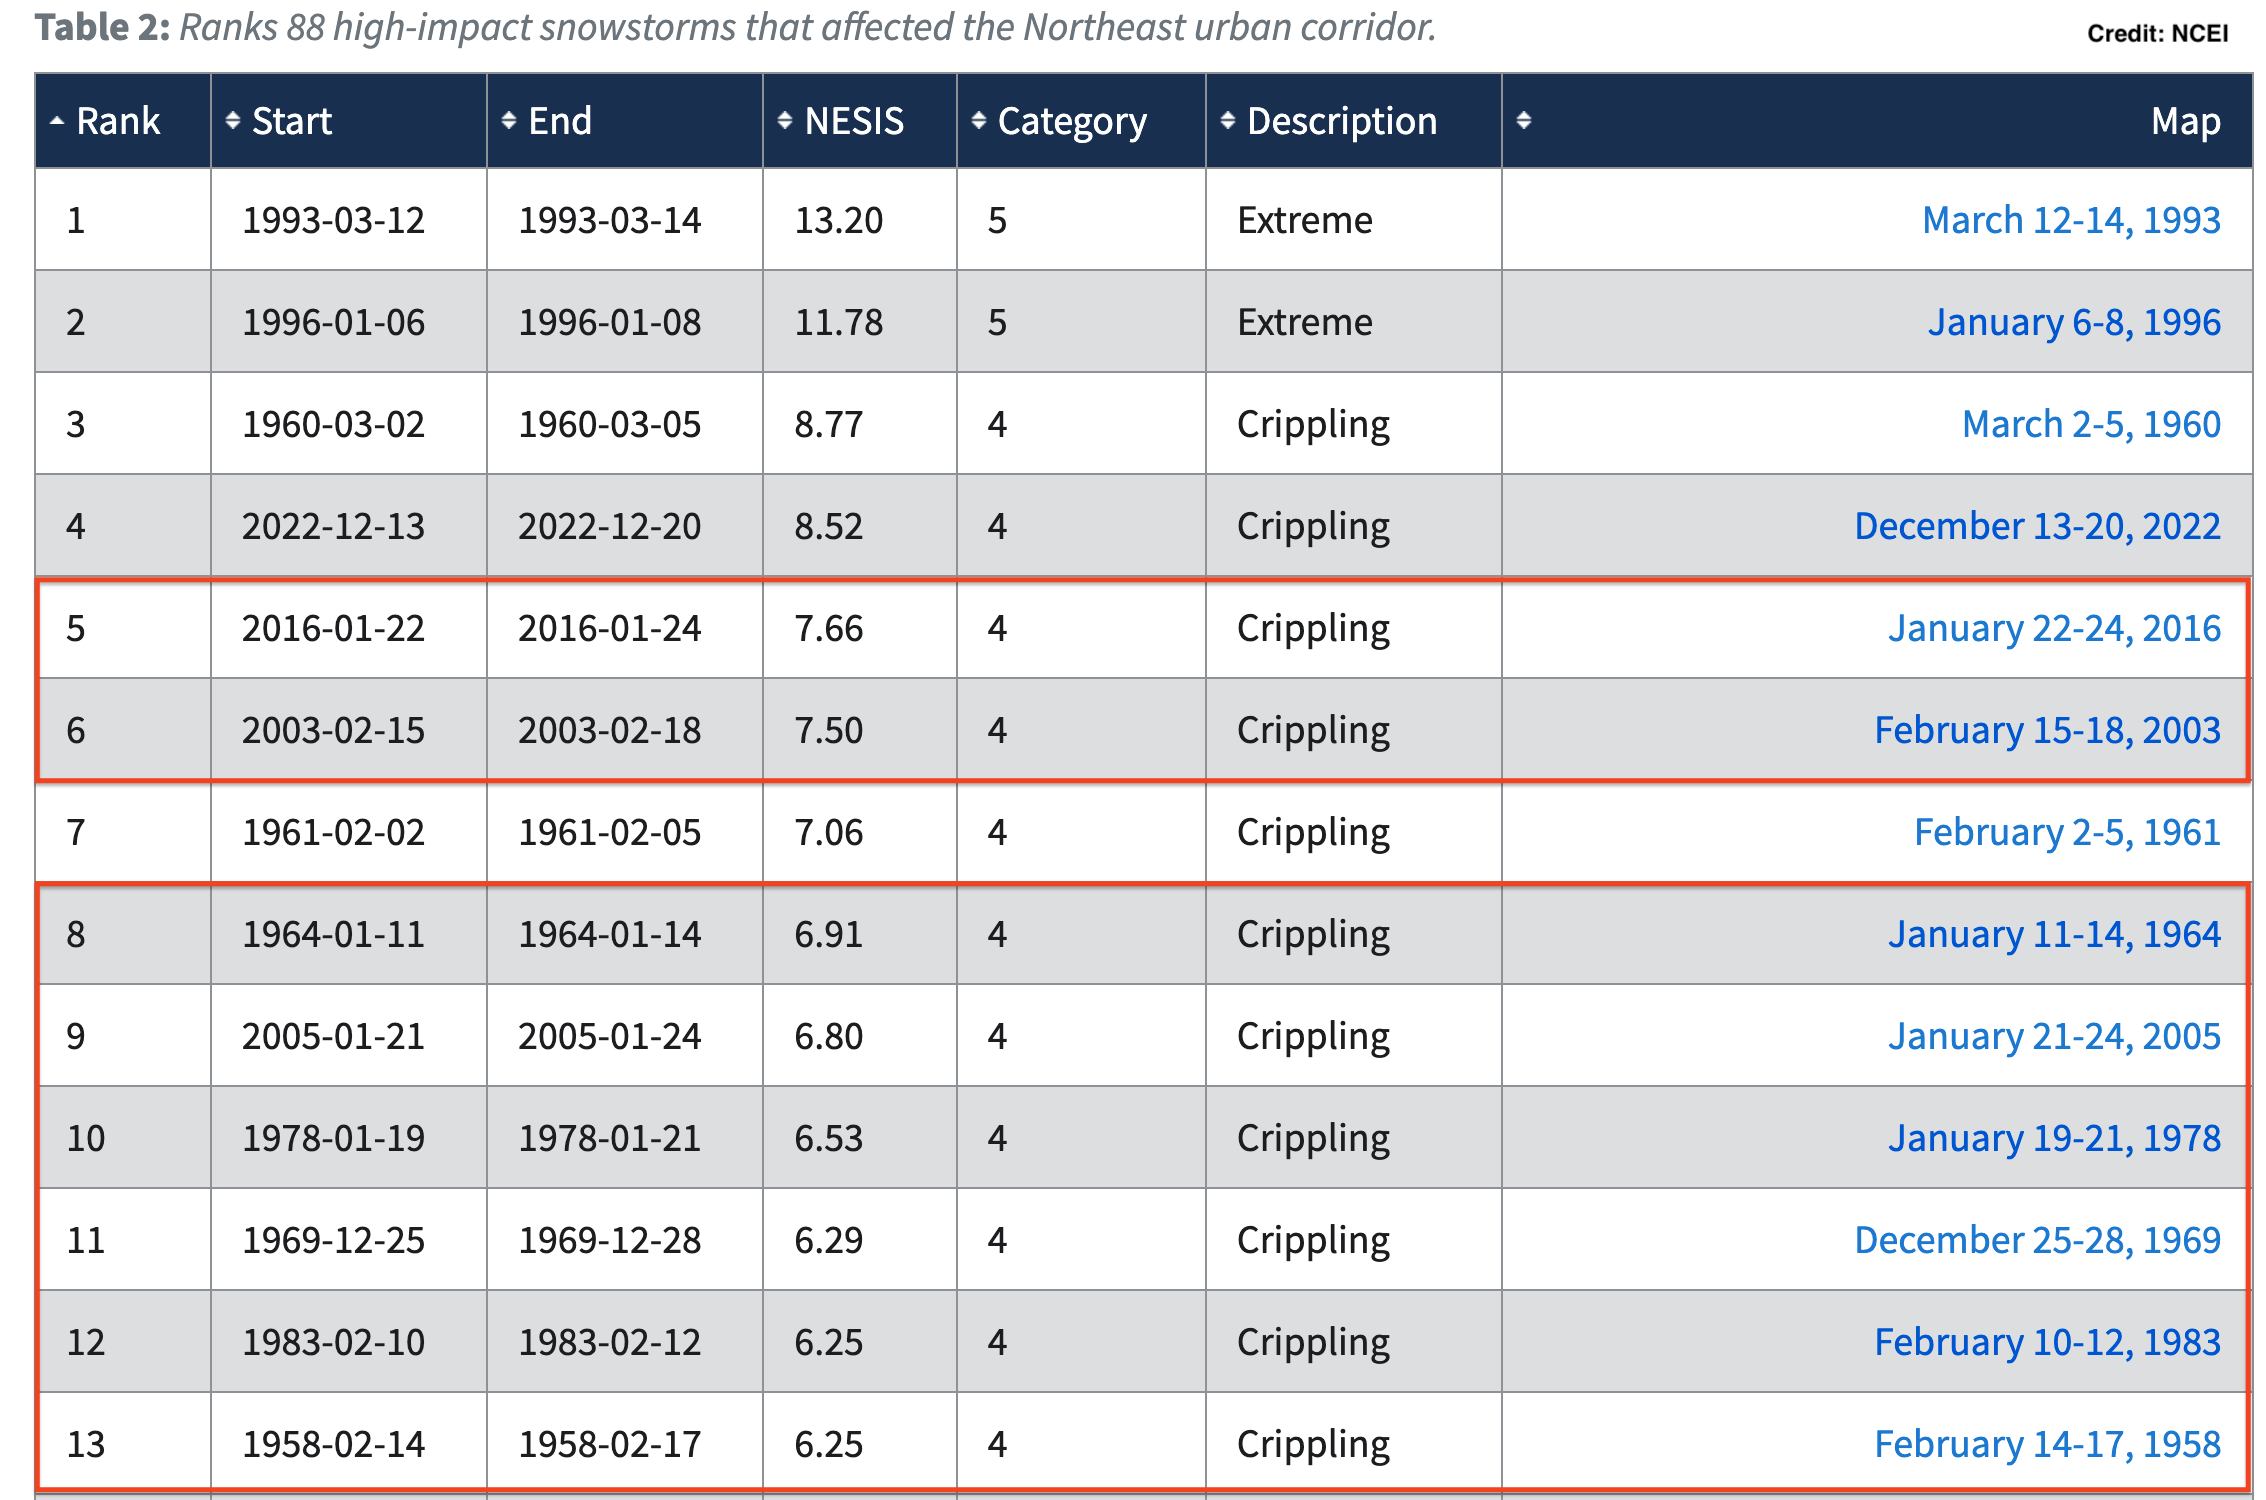 Table 2: Ranks 88 high-impact snowstorms that affected the Northeast urban corridor.
Credit: NCEI
Rank Start End NESIS Category Description Map
1 1993-03-12 1993-03-14 13.20 5 Extreme March 12-14, 1993
2 1996-01-06 1996-01-08 11.78 5 Extreme January 6-8, 1996
3 1960-03-02 1960-03-05 8.77 4 Crippling March 2-5, 1960
4 2022-12-13 2022-12-20 8.52 4 Crippling December 13-20, 2022
5 2016-01-22 2016-01-24 7.66 4 Crippling January 22-24, 2016
6 2003-02-15 2003-02-18 7.50 4 Crippling February 15-18, 2003
7 1961-02-02 1961-02-05 7.06 4 Crippling February 2-5, 1961
8 1964-01-11 1964-01-14 6.91 4 Crippling January 11-14, 1964
9 2005-01-21 2005-01-24 6.80 4 Crippling January 21-24, 2005
10 1978-01-19 1978-01-21 6.53 4 Crippling January 19-21, 1978
11 1969-12-25 1969-12-28 6.29 4 Crippling December 25-28, 1969
12 1983-02-10 1983-02-12 6.25 4 Crippling February 10-12, 1983
13 1958-02-14 1958-02-17 6.25 4 Crippling February 14-17, 1958